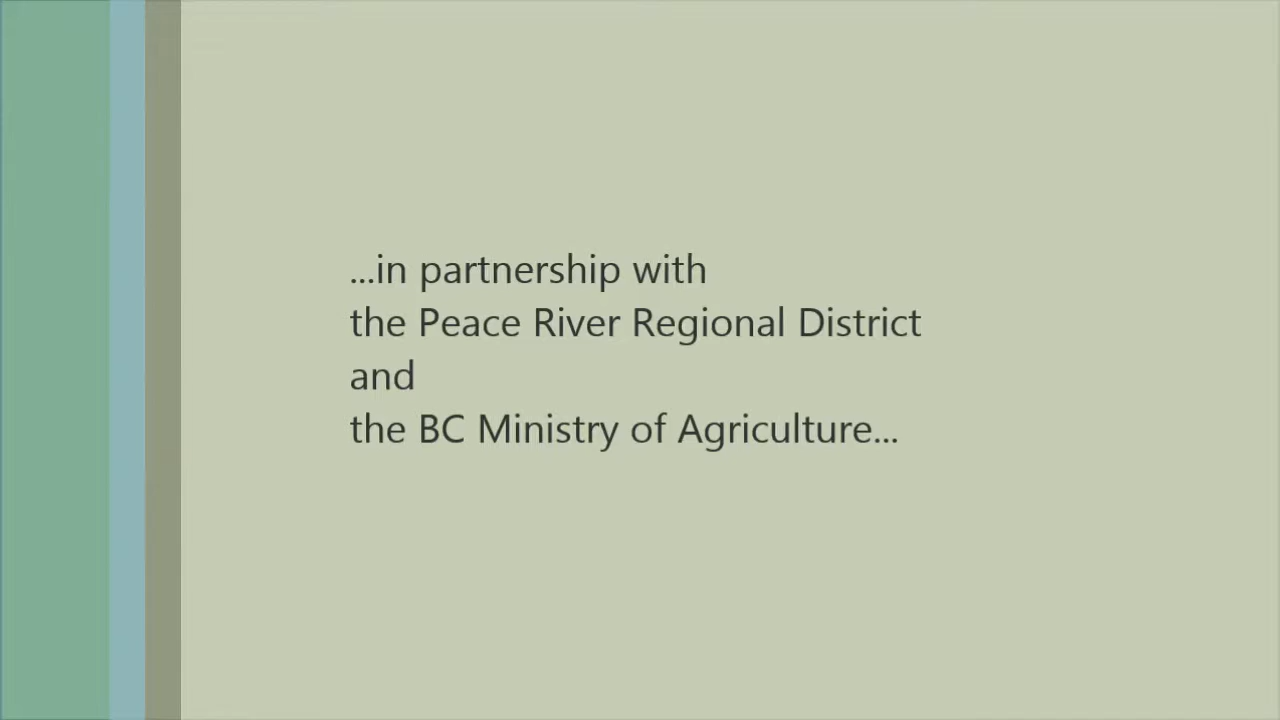 ...in partnership with
the Peace River Regional District
and
the BC Ministry of Agriculture...